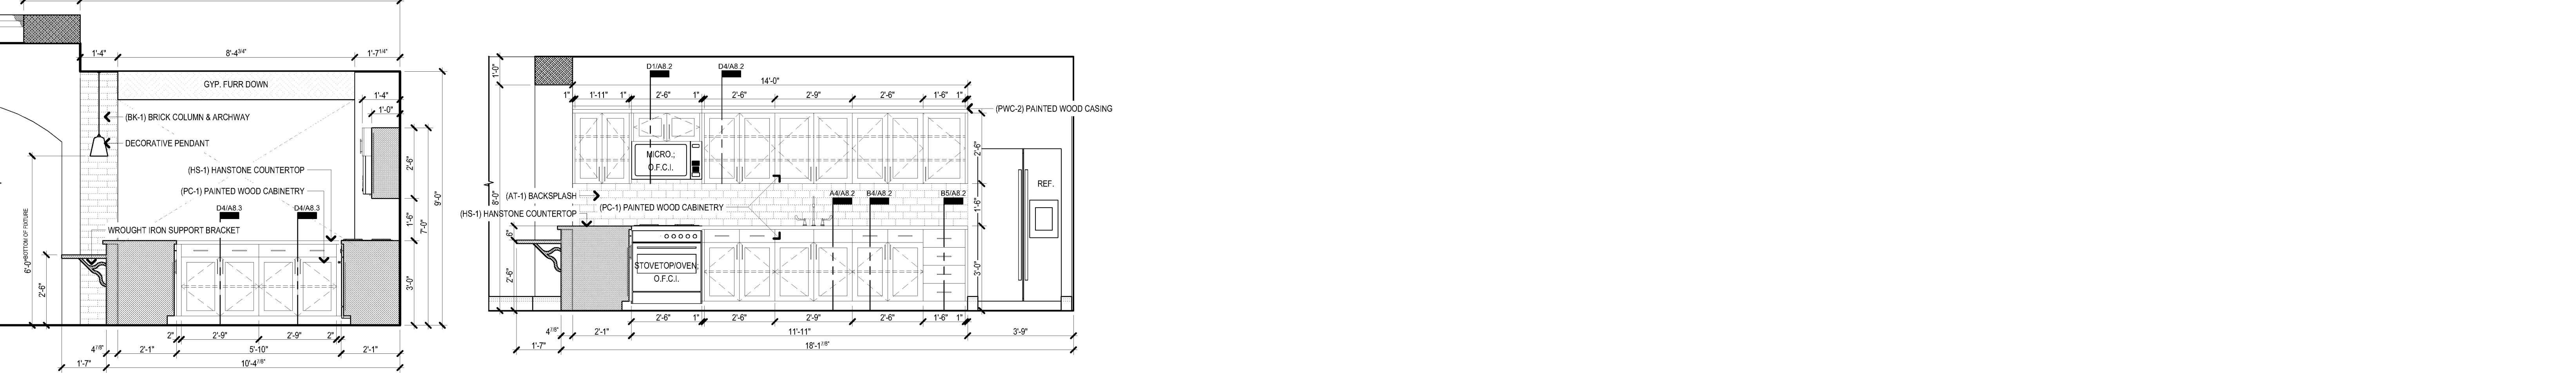 1'-4"
8'-4 3/4"
1'-7 1/4"
GYP. FURR DOWN
1'-4"
1'-0"
(BK-1) BRICK COLUMN & ARCHWAY
DECORATIVE PENDANT
(HS-1) HANSTONE COUNTERTOP
(PC-1) PAINTED WOOD CABINETRY
D4/A8.3
D4/A8.3
WROUGHT IRON SUPPORT BRACKET
6'-0"
BOTTOM OF FIXTURE
2'-6"
2'-6"
1'-6"
3'-0"
7'-0"
9'-0"
2"
2'-9"
2'-9"
2"
4 7/8"
2'-1"
5'-10"
2'-1"
1'-7"
10'-4 7/8"
1'-0"
D1/A8.2
D4/A8.2
14'-0"
1"
1'-11"
1"
2'-6"
1"
2'-6"
2'-9"
2'-6"
1'-6"
1"
(PWC-2) PAINTED WOOD CASING
MICRO.;
O.F.C.I.
2'-6"
REF.
8'-0"
(AT-1) BACKSPLASH
A4/A8.2
B4/A8.2
B5/A8.2
(PC-1) PAINTED WOOD CABINETRY
(HS-1) HANSTONE COUNTERTOP
1'-6"
6"
2'-6"
STOVETOP/OVEN;
O.F.C.I.
3'-0"
2'-6"
1"
2'-6"
2'-9"
2'-6"
1'-6"
1"
4 7/8"
2'-1"
11'-11"
3'-9"
1'-7"
18'-1 7/8"